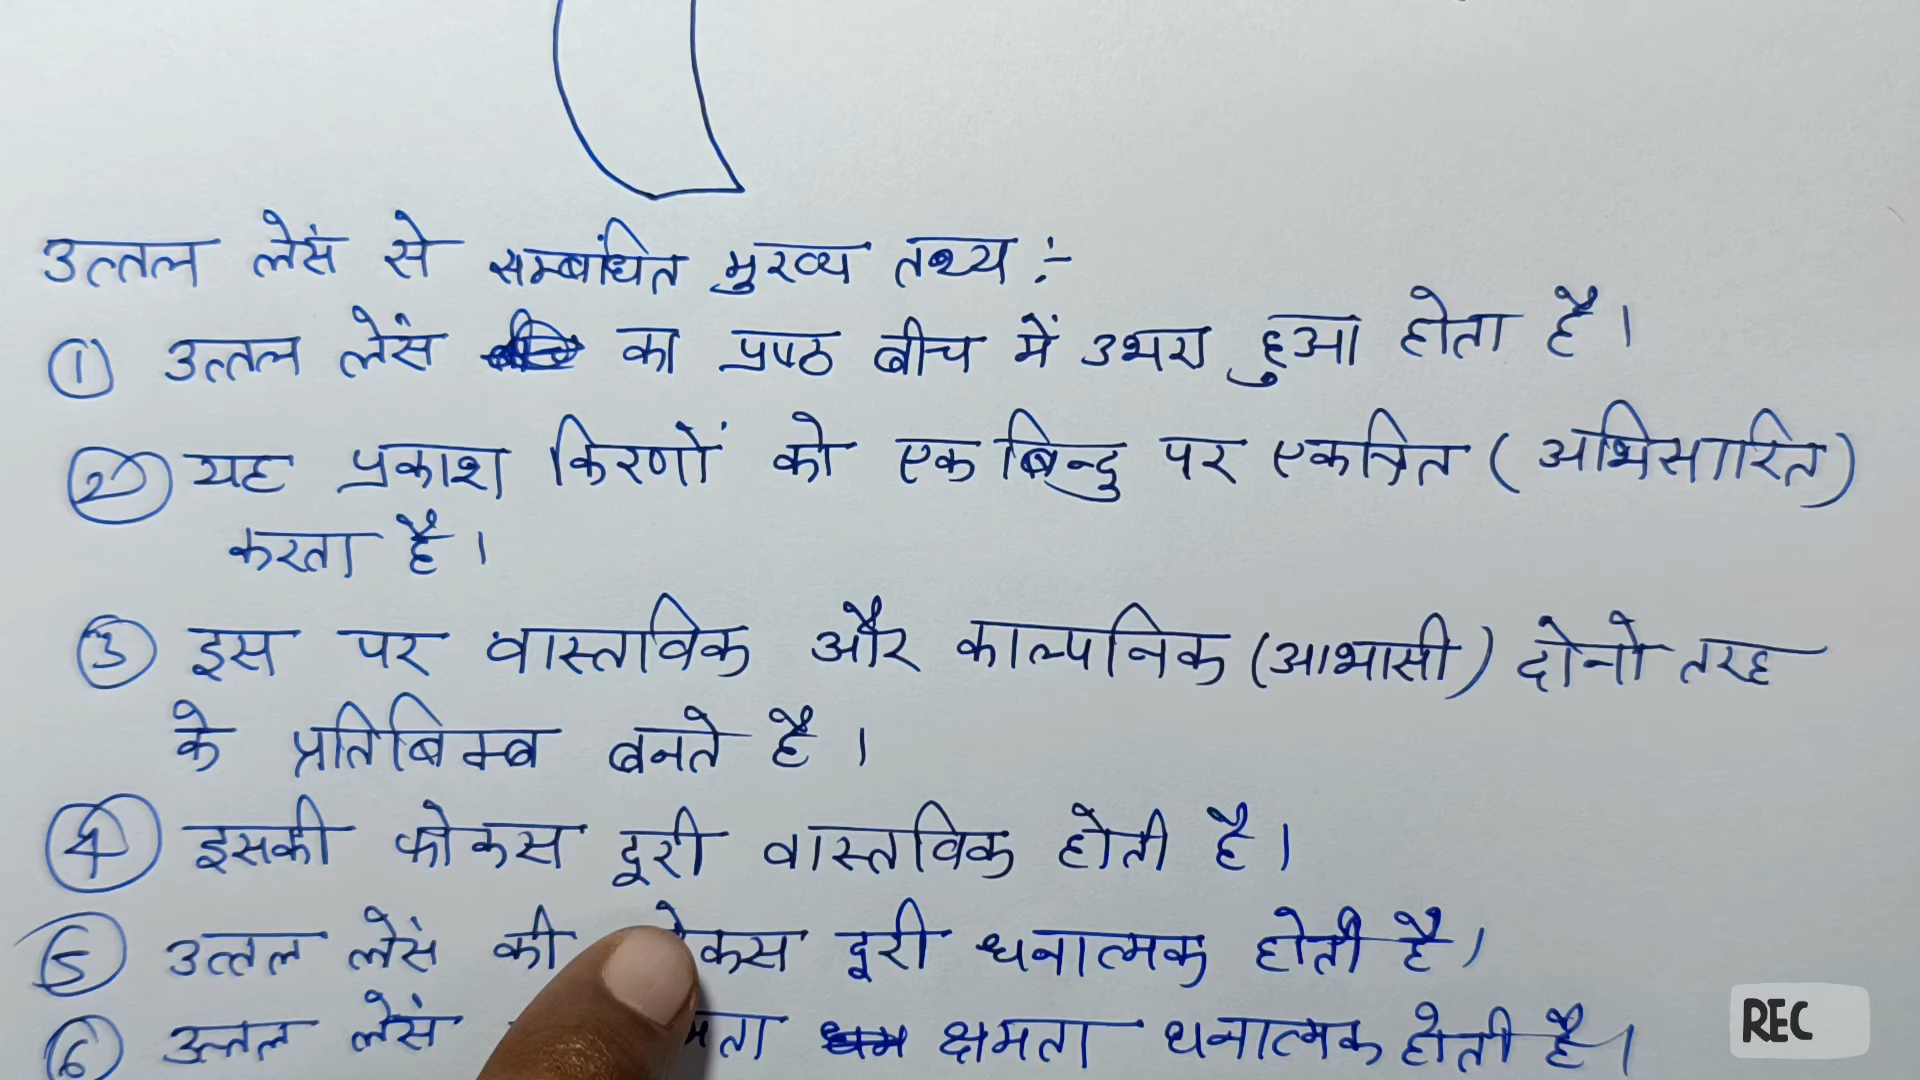 उत्तल लेसं से सम्बंधित मुख्य तथ्य :-
① उत्तल लेसं का प्रष्ठ बीच में उभरा हुआ होता है।
② यह प्रकाश किरणों को एक बिन्दु पर एकत्रित (अभिसारित)
करता है।
③ इस पर वास्तविक और काल्पनिक (आभासी) दोनो तरह
के प्रतिबिम्ब बनते है।
④ इसकी फोकस दूरी वास्तविक होती है।
⑤ उत्तल लेसं की दूरी धनात्मक होती है।
⑥ उत्तल लेसं क्षमता धनात्मक होती है।
REC